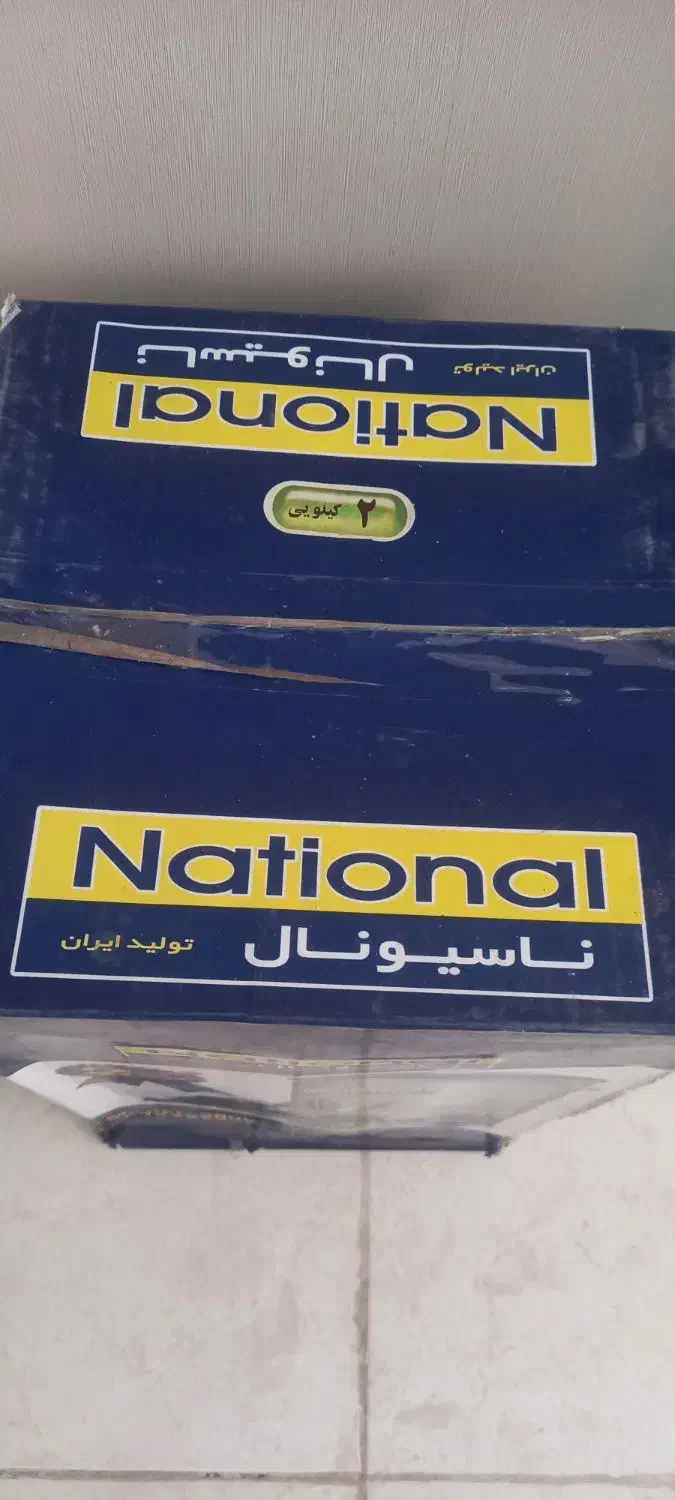 ناسیونال
تولید ایران
National
۲ کیلویی
National
ناسیونال
تولید ایران